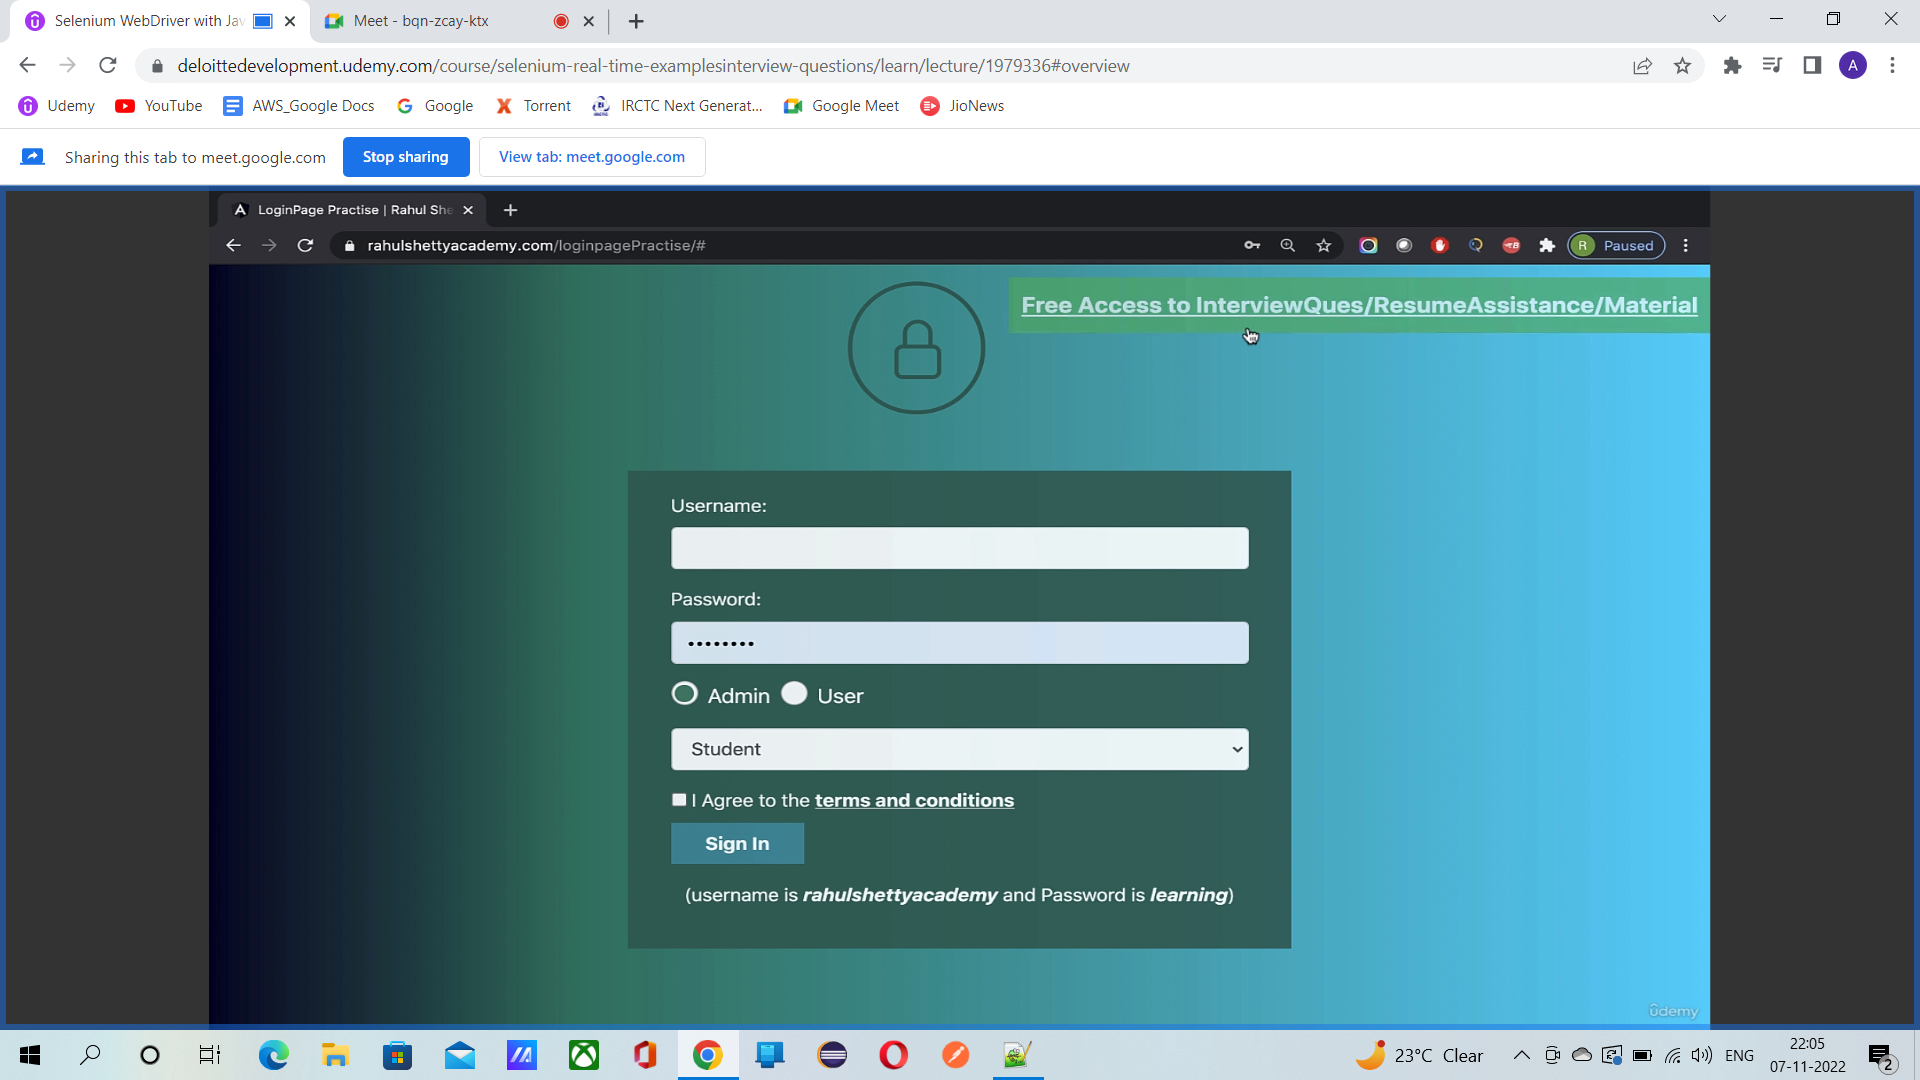 Selenium WebDriver with Jav
Meet - bqn-zcay-ktx
deloittedevelopment.udemy.com/course/selenium-real-time-examplesinterview-questions/learn/lecture/1979336#overview
A
Udemy
YouTube
AWS_Google Docs
Google
Torrent
IRCTC Next Generat...
Google Meet
JioNews
Sharing this tab to meet.google.com
Stop sharing
View tab: meet.google.com
LoginPage Practise | Rahul She
rahulshettyacademy.com/loginpagePractise/#
R
Paused
Free Access to InterviewQues/ResumeAssistance/Material
Username:
Password:
Admin
User
Student
I Agree to the terms and conditions
Sign In
(username is rahulshettyacademy and Password is learning)
ûdemy
23°C Clear
ENG
22:05
07-11-2022
2